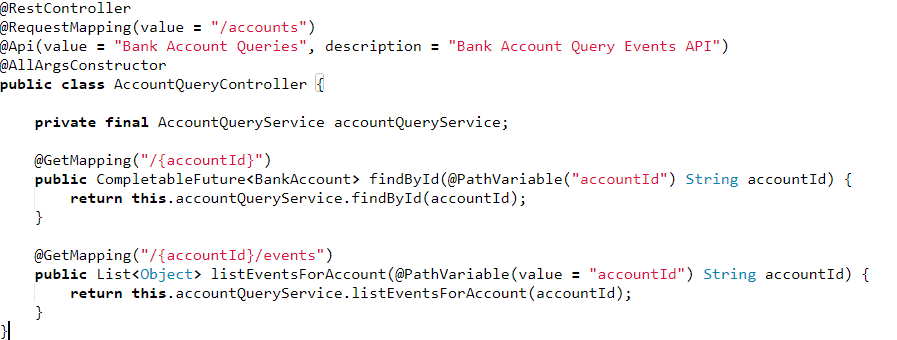 @RestController
@RequestMapping(value = "/accounts")
@Api(value = "Bank Account Queries", description = "Bank Account Query Events API")
@AllArgsConstructor
public class AccountQueryController {
private final AccountQueryService accountQueryService;
@GetMapping("/{accountId}")
public CompletableFuture<BankAccount> findById(@PathVariable("accountId") String accountId) {
return this.accountQueryService.findById(accountId);
}
@GetMapping("/{accountId}/events")
public List<Object> listEventsForAccount(@PathVariable(value = "accountId") String accountId) {
return this.accountQueryService.listEventsForAccount(accountId);
}
}